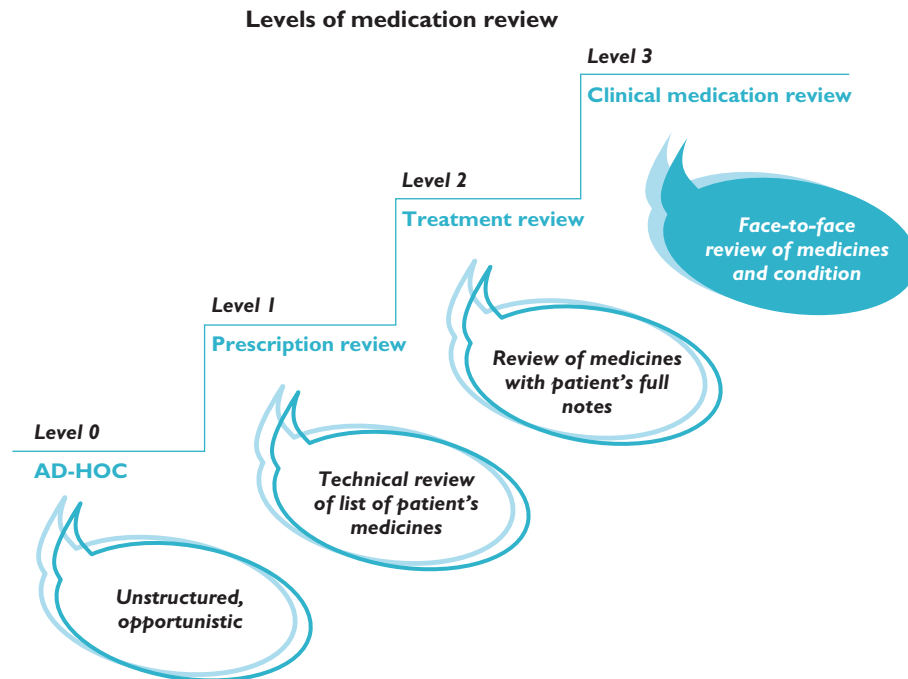 Levels of medication review
Level 3
Clinical medication review
Face-to-face
review of medicines
and condition
Level 2
Treatment review
Review of medicines
with patient’s full
notes
Level 1
Prescription review
Technical review
of list of patient’s
medicines
Level 0
AD-HOC
Unstructured,
opportunistic